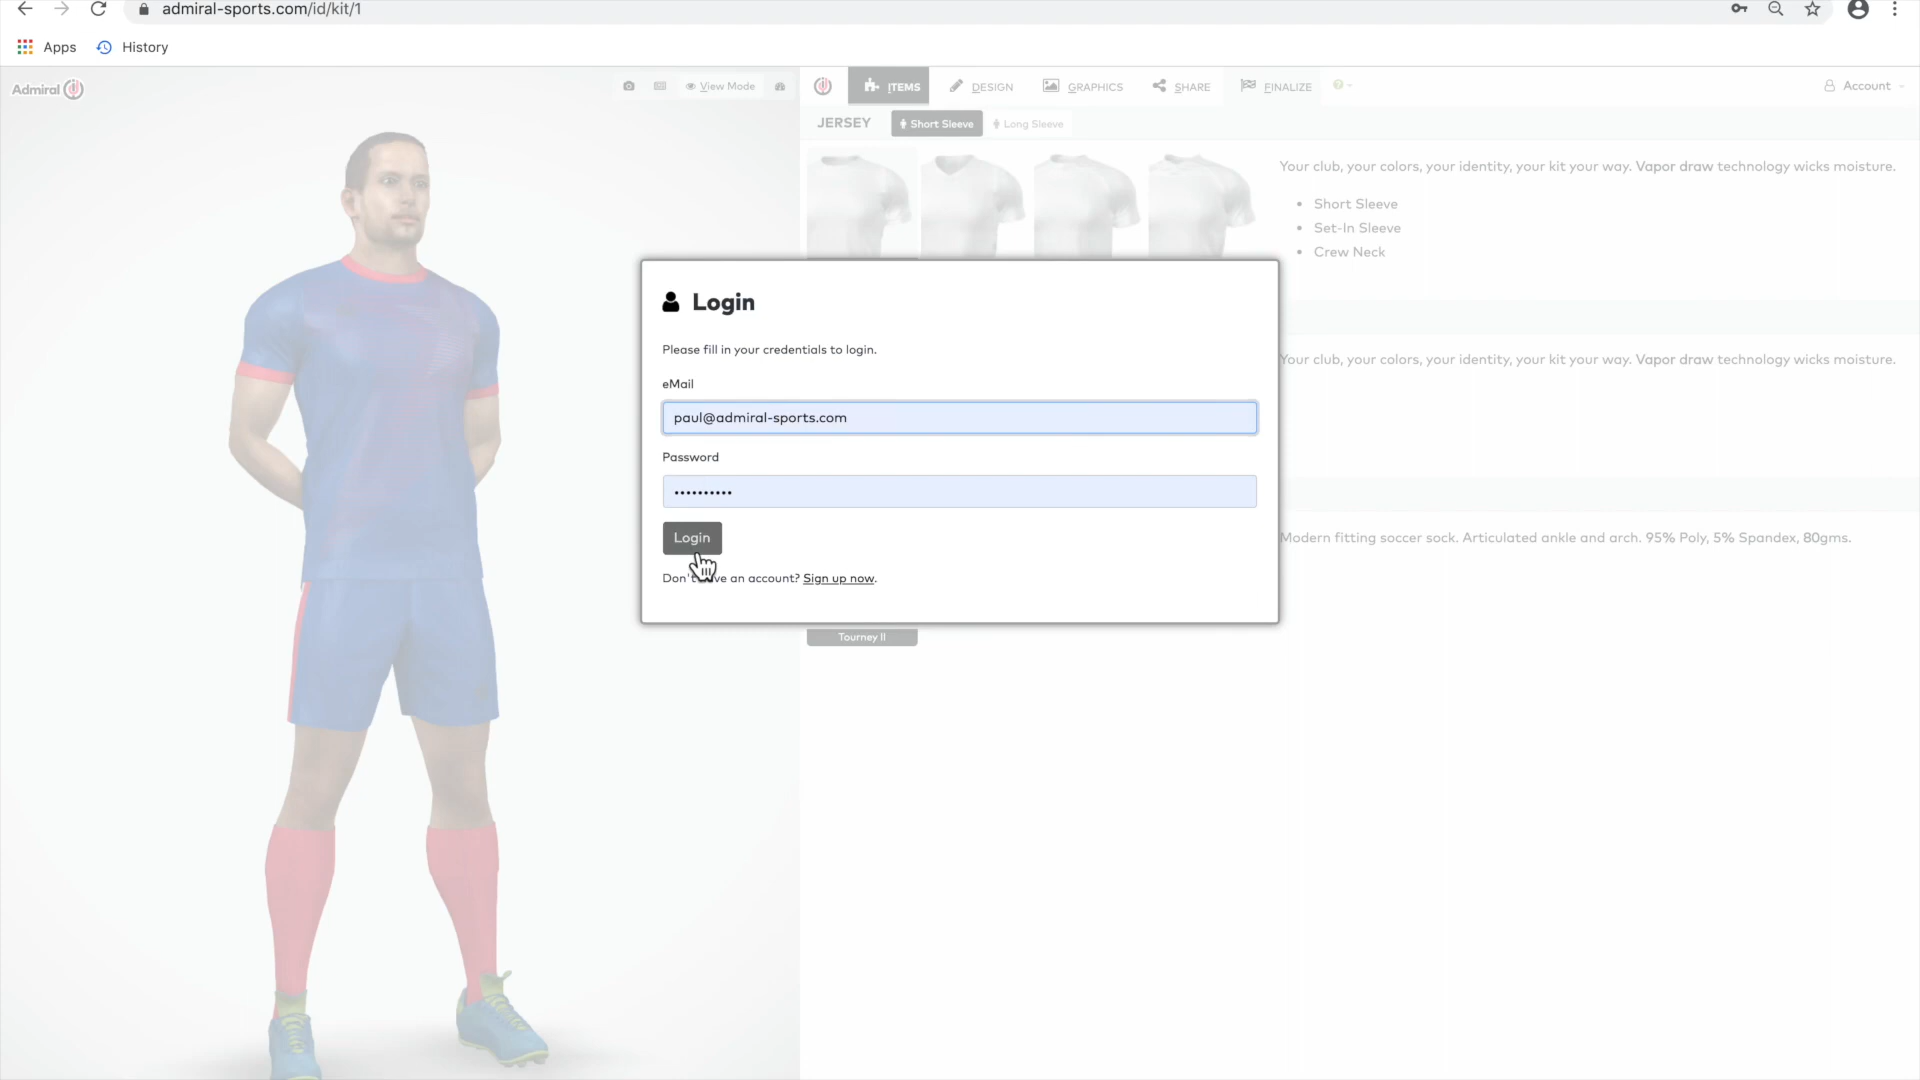 admiral-sports.com/id/kit/1
Apps
History
Admiral
View Mode
ITEMS
DESIGN
GRAPHICS
SHARE
FINALIZE
Account
JERSEY
Short Sleeve
Long Sleeve
Your club, your colors, your identity, your kit your way. Vapor draw technology wicks moisture.
Short Sleeve
Set-In Sleeve
Crew Neck
Login
Please fill in your credentials to login.
eMail
paul@admiral-sports.com
Password
Login
Don't ve an account? Sign up now.
Your club, your colors, your identity, your kit your way. Vapor draw technology wicks moisture.
Modern fitting soccer sock. Articulated ankle and arch. 95% Poly, 5% Spandex, 80gms.
Tourney II